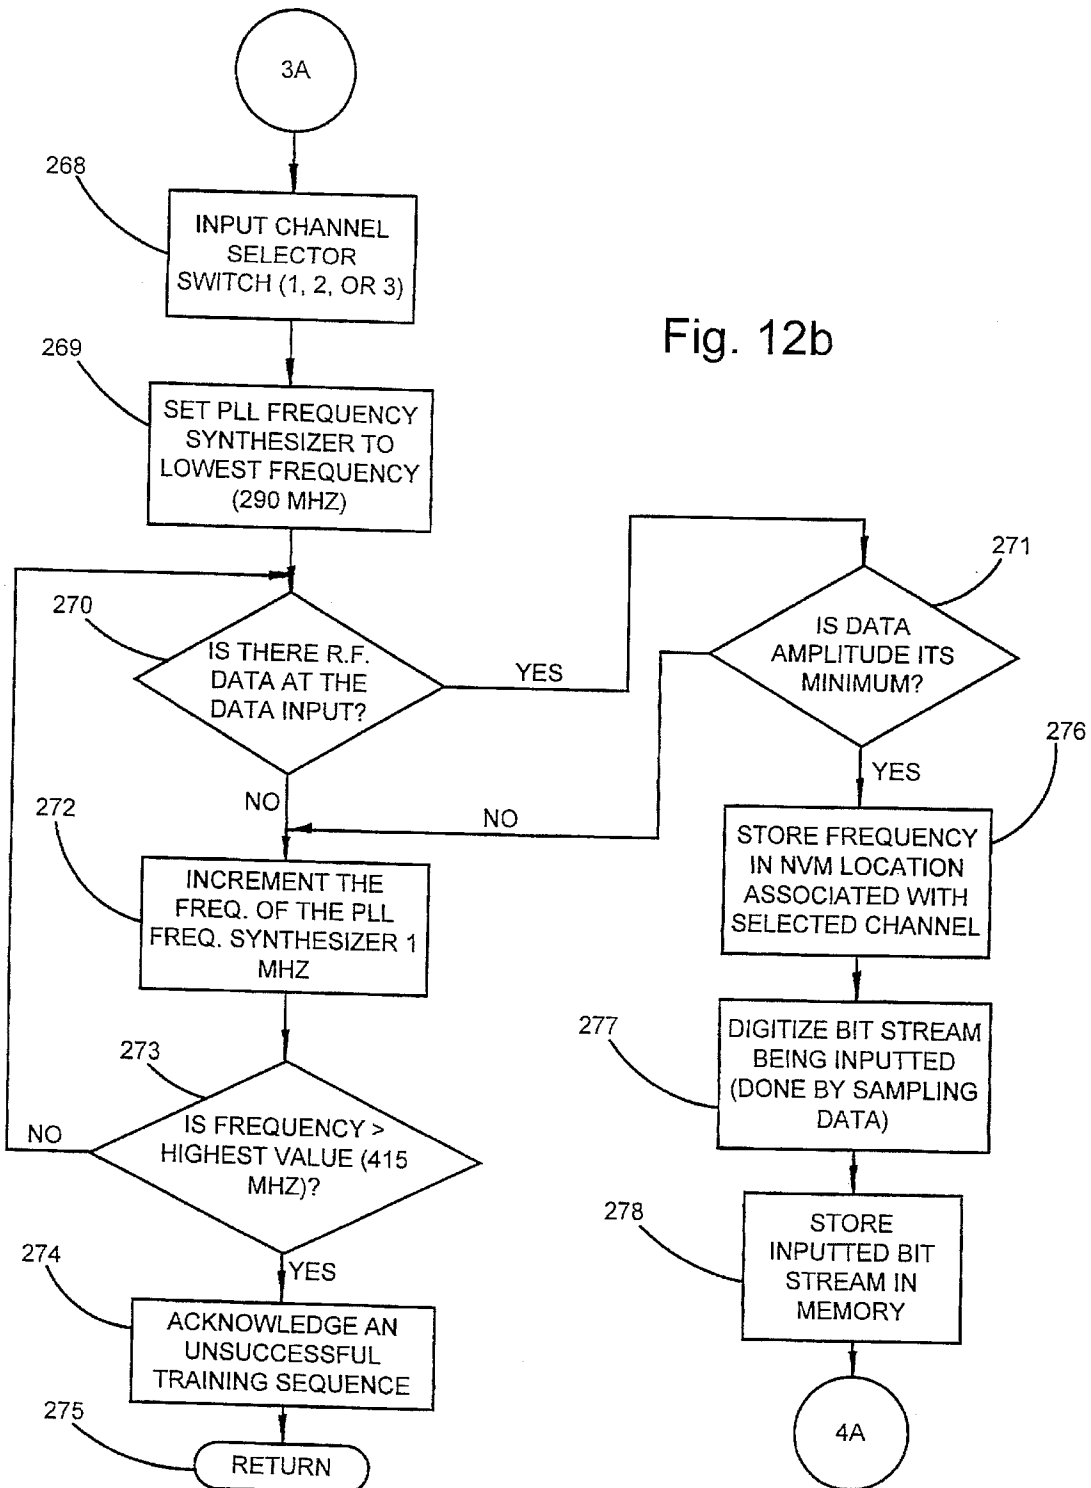 3A
268
INPUT CHANNEL
SELECTOR
SWITCH (1, 2, OR 3)
Fig. 12b
269
SET PLL FREQUENCY
SYNTHESIZER TO
LOWEST FREQUENCY
(290 MHZ)
270
IS THERE R.F.
DATA AT THE
DATA INPUT?
YES
271
IS DATA
AMPLITUDE ITS
MINIMUM?
NO
NO
YES
272
INCREMENT THE
FREQ. OF THE PLL
FREQ. SYNTHESIZER 1
MHZ
276
STORE FREQUENCY
IN NVM LOCATION
ASSOCIATED WITH
SELECTED CHANNEL
273
IS FREQUENCY >
HIGHEST VALUE (415
MHZ)?
NO
YES
277
DIGITIZE BIT STREAM
BEING INPUTTED
(DONE BY SAMPLING
DATA)
274
ACKNOWLEDGE AN
UNSUCCESSFUL
TRAINING SEQUENCE
278
STORE
INPUTTED BIT
STREAM IN
MEMORY
275
RETURN
4A